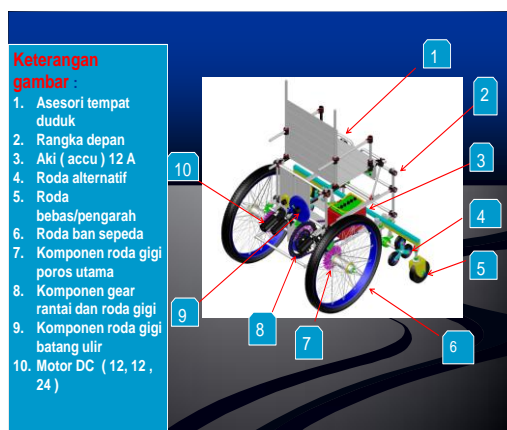 Keterangan
gambar :
1. Asesori tempat
duduk
2. Rangka depan
3. Aki ( accu ) 12 A
4. Roda alternatif
5. Roda
bebas/pengarah
6. Roda ban sepeda
7. Komponen roda gigi
poros utama
8. Komponen gear
rantai dan roda gigi
9. Komponen roda gigi
batang ulir
10. Motor DC ( 12, 12 ,
24 )
1
2
3
4
5
6
7
8
9
10